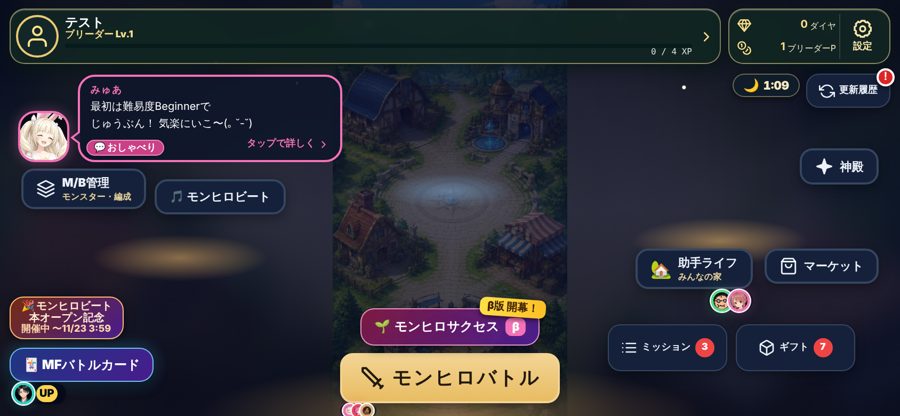 テスト
ブリーダー Lv.1
0 / 4 XP
0 ダイヤ
1 ブリーダーP
設定
1:09
更新履歴
!
みゅあ
最初は難易度Beginnerで
じゅうぶん！ 気楽にいこ〜(｡ ˘-˘)
おしゃべり
タップで詳しく
神殿
M/B管理
モンスター・編成
モンヒロビート
助手ライフ
みんなの家
マーケット
モンヒロビート
本オープン記念
開催中 〜11/23 3:59
β版 開幕！
モンヒロサクセス β
ミッション 3
ギフト 7
MFバトルカード
UP
モンヒロバトル